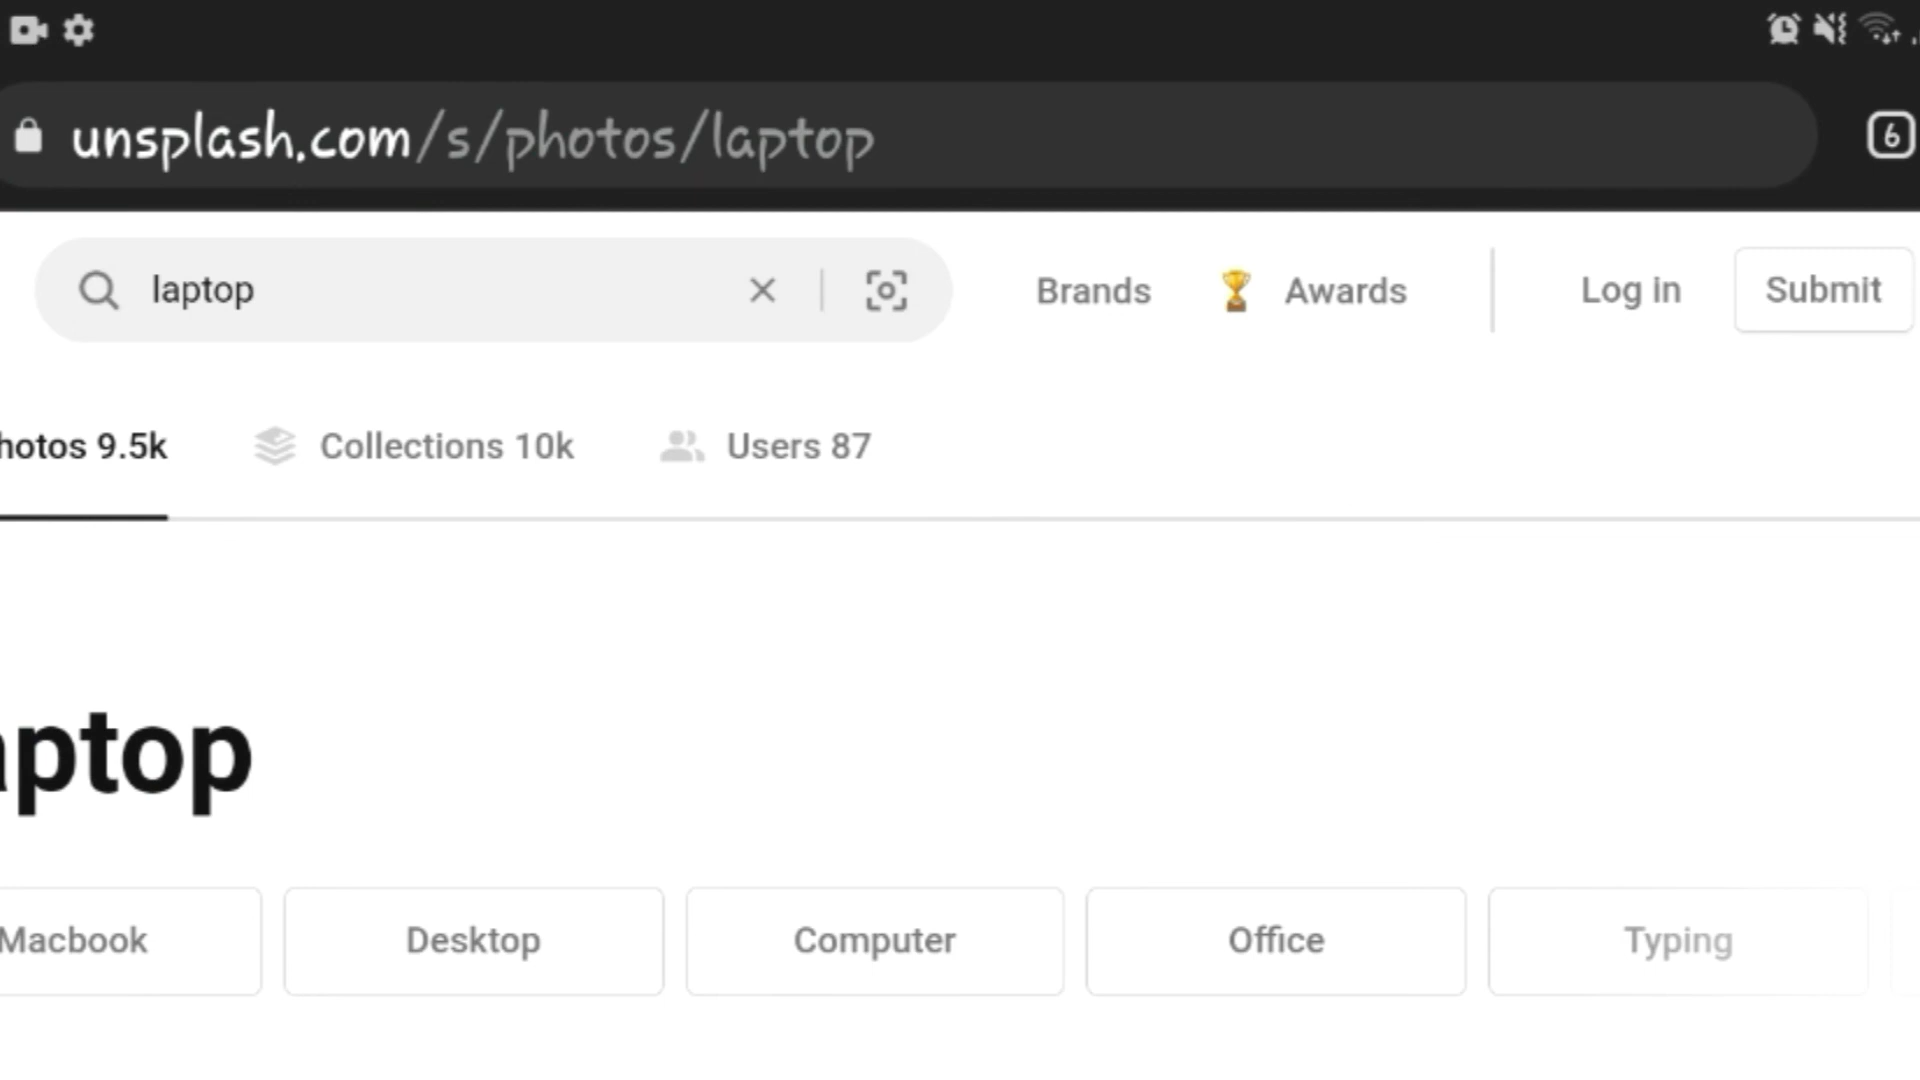 unsplash.com/s/photos/laptop
6
laptop
Brands Awards Log in Submit
hotos 9.5k Collections 10k Users 87
aptop
Macbook Desktop Computer Office Typing